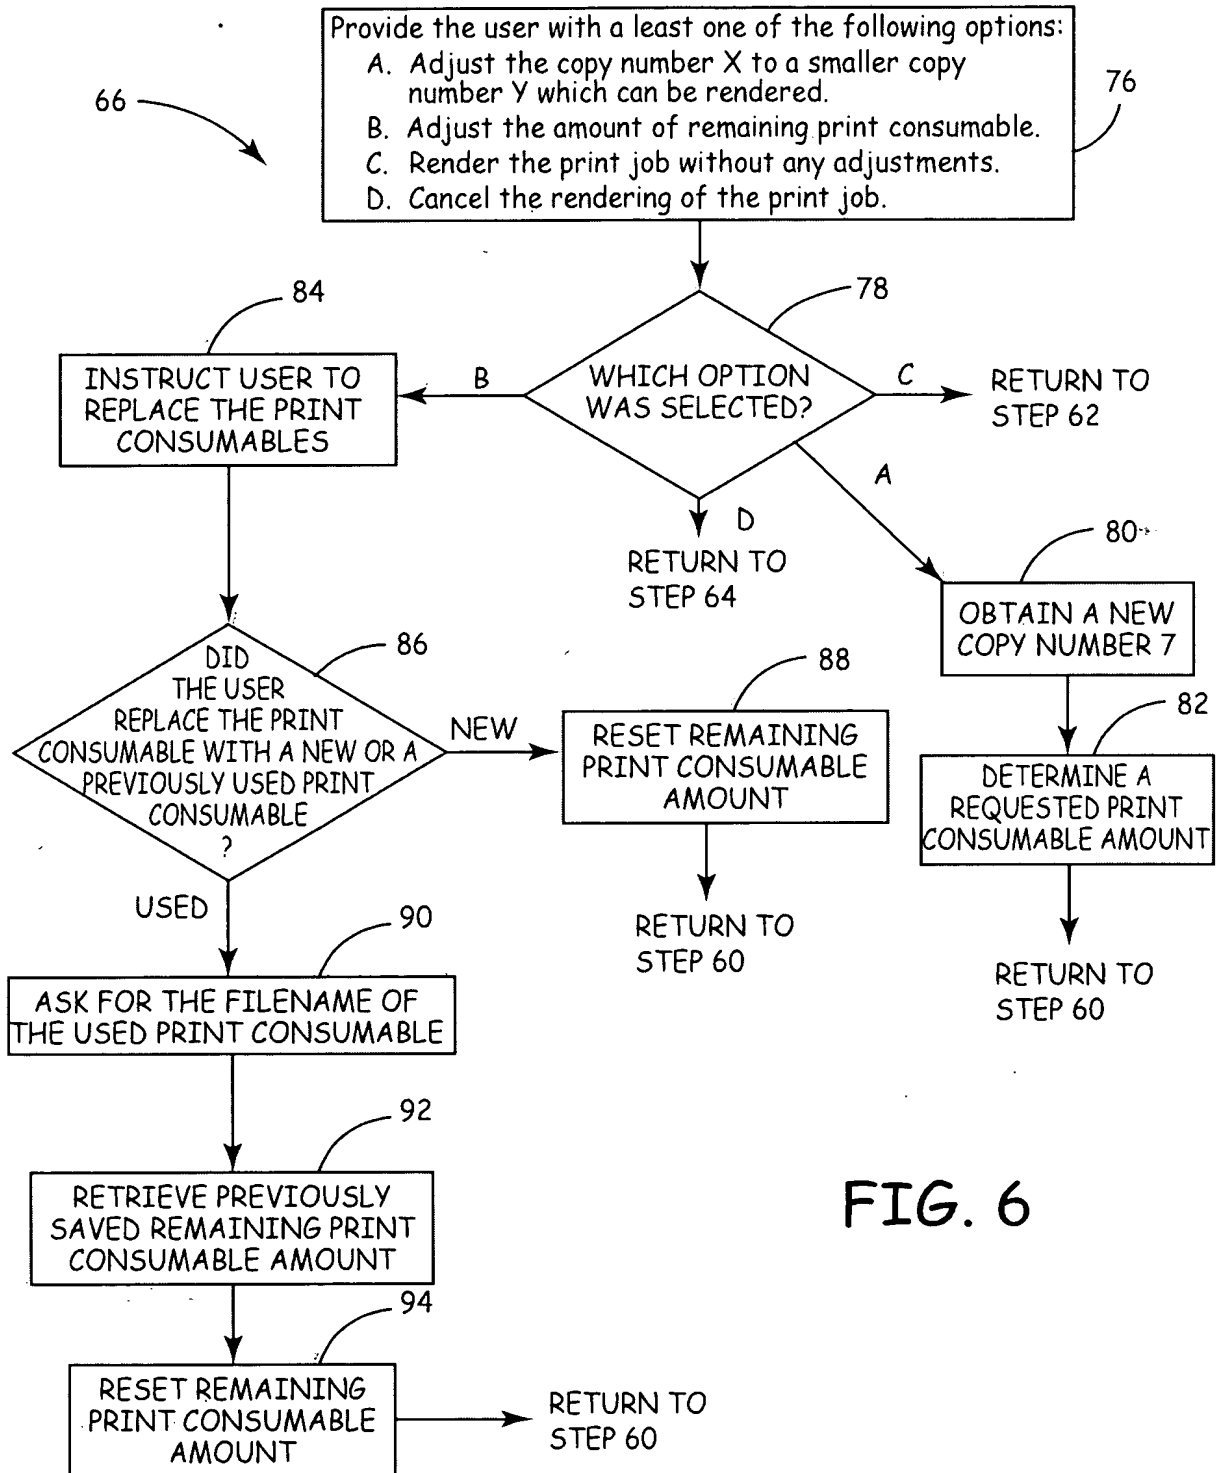 Provide the user with a least one of the following options:
A. Adjust the copy number X to a smaller copy
number Y which can be rendered.
B. Adjust the amount of remaining print consumable.
C. Render the print job without any adjustments.
D. Cancel the rendering of the print job.
66
76
78
WHICH OPTION
WAS SELECTED?
B
C
A
D
RETURN TO
STEP 62
RETURN TO
STEP 64
84
INSTRUCT USER TO
REPLACE THE PRINT
CONSUMABLES
80
OBTAIN A NEW
COPY NUMBER 7
82
DETERMINE A
REQUESTED PRINT
CONSUMABLE AMOUNT
RETURN TO
STEP 60
86
DID
THE USER
REPLACE THE PRINT
CONSUMABLE WITH A NEW OR A
PREVIOUSLY USED PRINT
CONSUMABLE
?
NEW
88
RESET REMAINING
PRINT CONSUMABLE
AMOUNT
RETURN TO
STEP 60
USED
90
ASK FOR THE FILENAME OF
THE USED PRINT CONSUMABLE
92
RETRIEVE PREVIOUSLY
SAVED REMAINING PRINT
CONSUMABLE AMOUNT
94
RESET REMAINING
PRINT CONSUMABLE
AMOUNT
RETURN TO
STEP 60
FIG. 6